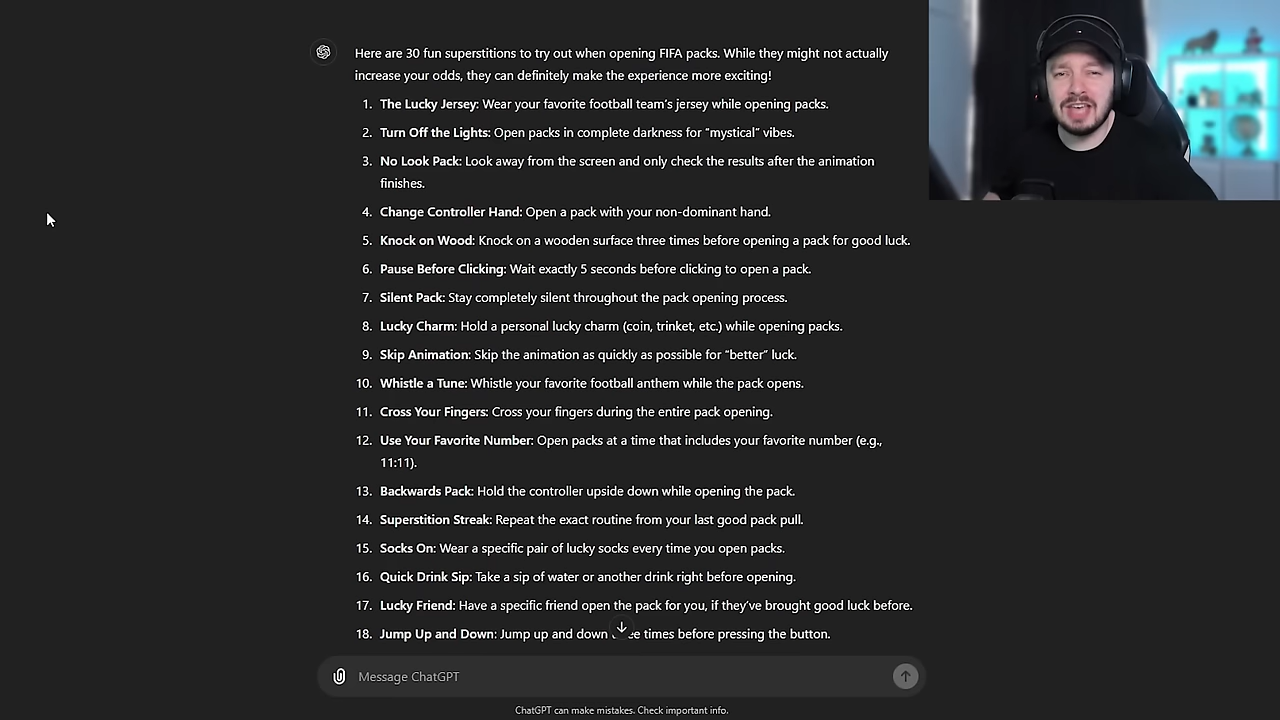 Here are 30 fun superstitions to try out when opening FIFA packs. While they might not actually
increase your odds, they can definitely make the experience more exciting!
1. The Lucky Jersey: Wear your favorite football team's jersey while opening packs.
2. Turn Off the Lights: Open packs in complete darkness for "mystical" vibes.
3. No Look Pack: Look away from the screen and only check the results after the animation
finishes.
4. Change Controller Hand: Open a pack with your non-dominant hand.
5. Knock on Wood: Knock on a wooden surface three times before opening a pack for good luck.
6. Pause Before Clicking: Wait exactly 5 seconds before clicking to open a pack.
7. Silent Pack: Stay completely silent throughout the pack opening process.
8. Lucky Charm: Hold a personal lucky charm (coin, trinket, etc.) while opening packs.
9. Skip Animation: Skip the animation as quickly as possible for "better" luck.
10. Whistle a Tune: Whistle your favorite football anthem while the pack opens.
11. Cross Your Fingers: Cross your fingers during the entire pack opening.
12. Use Your Favorite Number: Open packs at a time that includes your favorite number (e.g.,
11:11).
13. Backwards Pack: Hold the controller upside down while opening the pack.
14. Superstition Streak: Repeat the exact routine from your last good pack pull.
15. Socks On: Wear a specific pair of lucky socks every time you open packs.
16. Quick Drink Sip: Take a sip of water or another drink right before opening.
17. Lucky Friend: Have a specific friend open the pack for you, if they've brought good luck before.
18. Jump Up and Down: Jump up and down times before pressing the button.
Message ChatGPT
ChatGPT can make mistakes. Check important info.